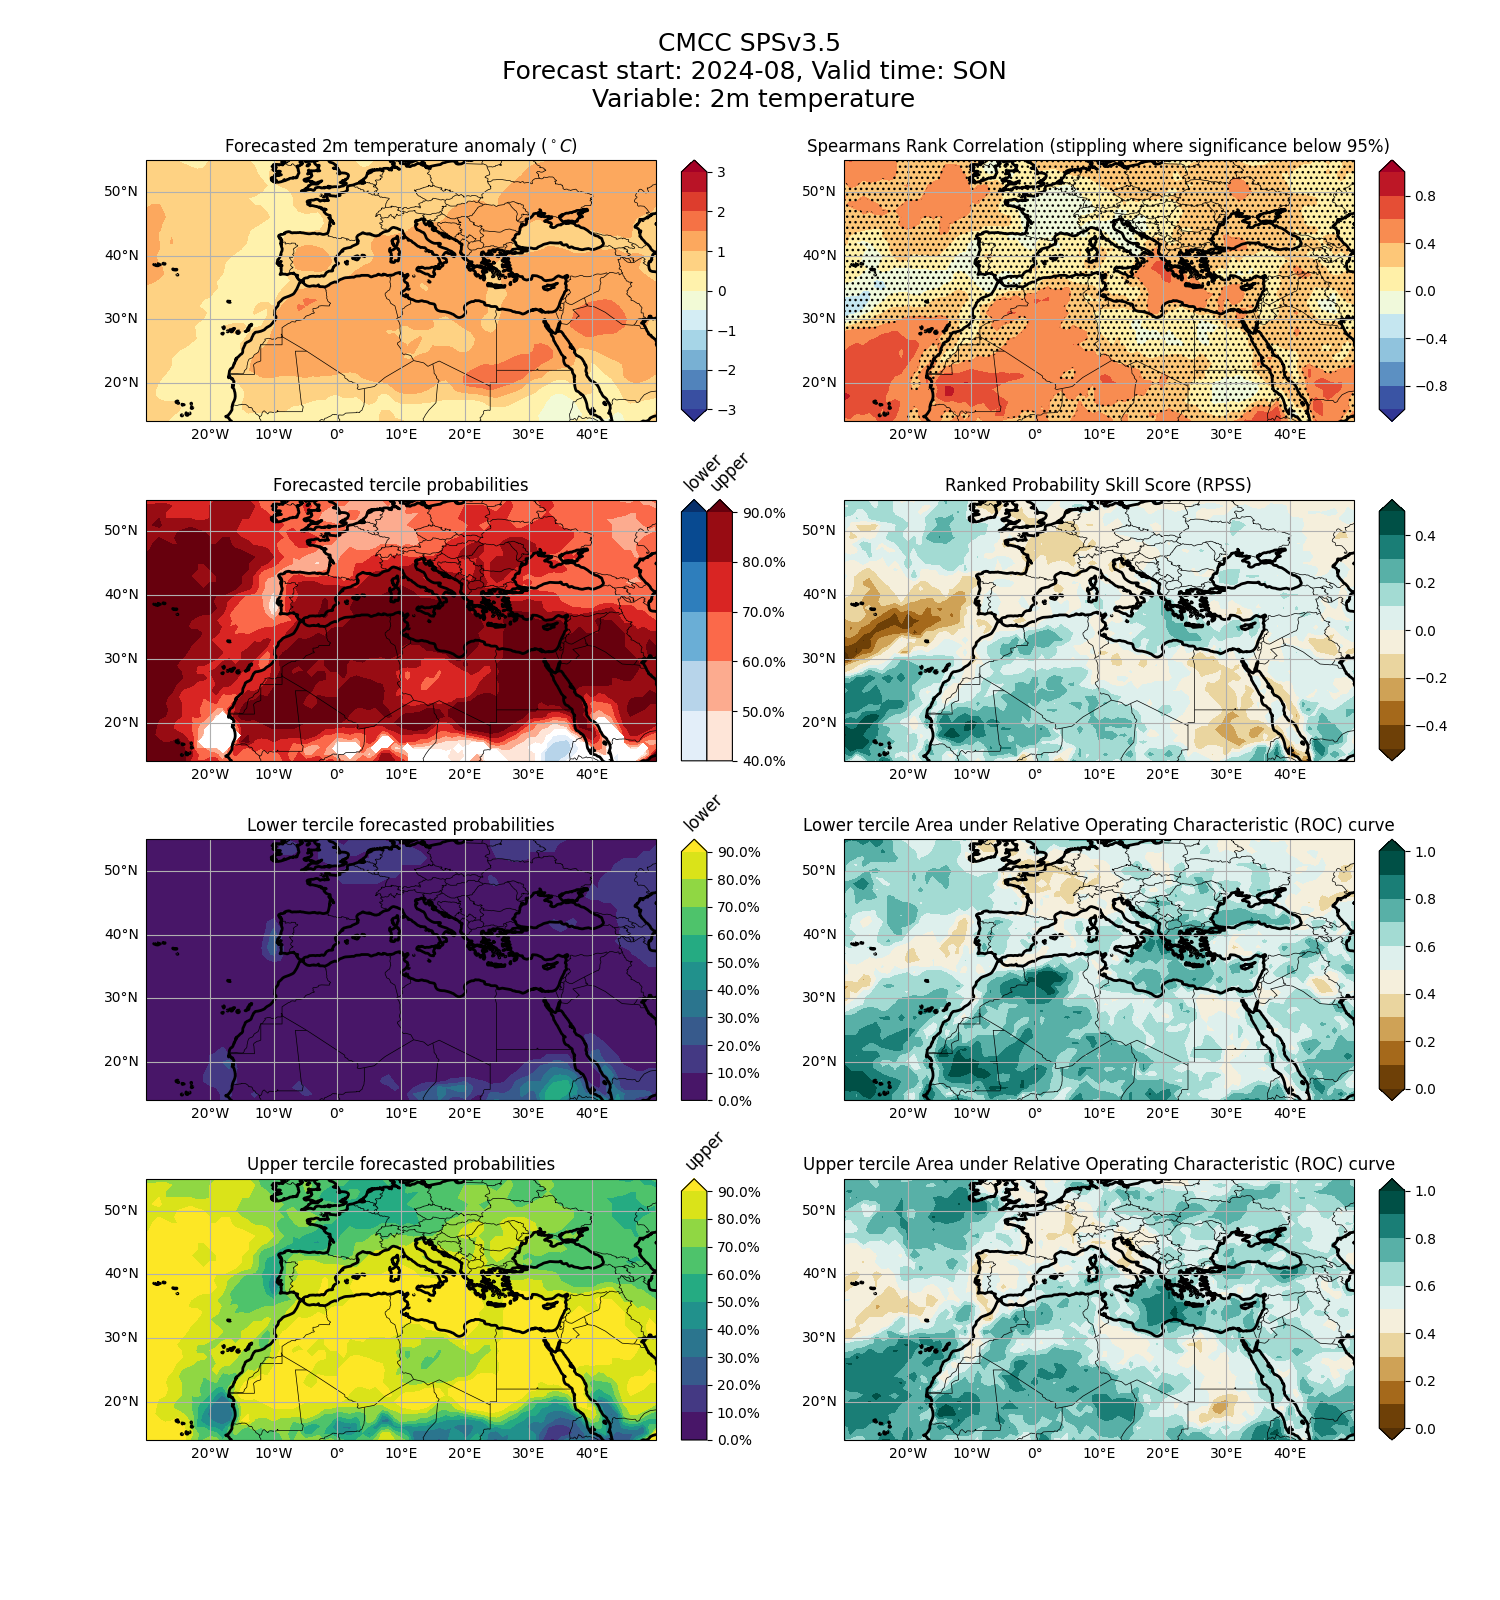 CMCC SPSv3.5
Forecast start: 2024-08, Valid time: SON
Variable: 2m temperature
Forecasted 2m temperature anomaly (°C)
50°N
40°N
30°N
20°N
20°W 10°W 0° 10°E 20°E 30°E 40°E
3
2
1
0
−1
−2
−3
Spearmans Rank Correlation (stippling where significance below 95%)
50°N
40°N
30°N
20°N
20°W 10°W 0° 10°E 20°E 30°E 40°E
0.8
0.4
0.0
−0.4
−0.8
Forecasted tercile probabilities
50°N
40°N
30°N
20°N
20°W 10°W 0° 10°E 20°E 30°E 40°E
lower
upper
90.0%
80.0%
70.0%
60.0%
50.0%
40.0%
Ranked Probability Skill Score (RPSS)
50°N
40°N
30°N
20°N
20°W 10°W 0° 10°E 20°E 30°E 40°E
0.4
0.2
0.0
−0.2
−0.4
Lower tercile forecasted probabilities
50°N
40°N
30°N
20°N
20°W 10°W 0° 10°E 20°E 30°E 40°E
lower
90.0%
80.0%
70.0%
60.0%
50.0%
40.0%
30.0%
20.0%
10.0%
0.0%
Lower tercile Area under Relative Operating Characteristic (ROC) curve
50°N
40°N
30°N
20°N
20°W 10°W 0° 10°E 20°E 30°E 40°E
1.0
0.8
0.6
0.4
0.2
0.0
Upper tercile forecasted probabilities
50°N
40°N
30°N
20°N
20°W 10°W 0° 10°E 20°E 30°E 40°E
upper
90.0%
80.0%
70.0%
60.0%
50.0%
40.0%
30.0%
20.0%
10.0%
0.0%
Upper tercile Area under Relative Operating Characteristic (ROC) curve
50°N
40°N
30°N
20°N
20°W 10°W 0° 10°E 20°E 30°E 40°E
1.0
0.8
0.6
0.4
0.2
0.0